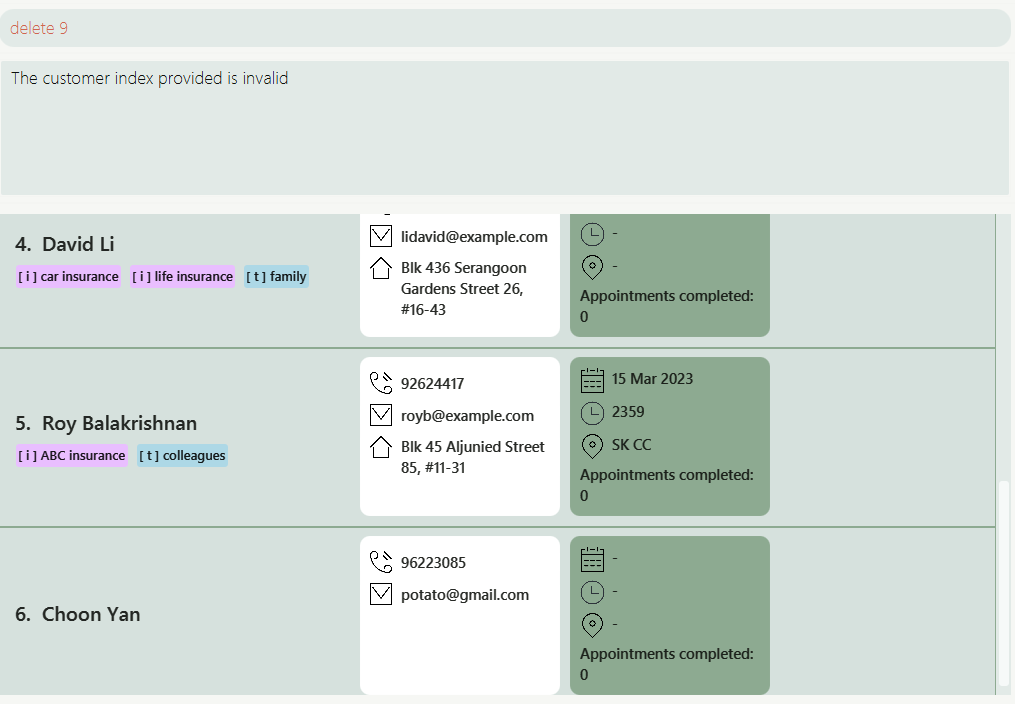 delete 9
The customer index provided is invalid
4. David Li
[ i ] car insurance [ i ] life insurance [ t ] family
lidavid@example.com
Blk 436 Serangoon
Gardens Street 26,
#16-43
-
-
Appointments completed:
0
5. Roy Balakrishnan
[ i ] ABC insurance [ t ] colleagues
92624417
royb@example.com
Blk 45 Aljunied Street
85, #11-31
15 Mar 2023
2359
SK CC
Appointments completed:
0
6. Choon Yan
96223085
potato@gmail.com
-
-
-
Appointments completed:
0